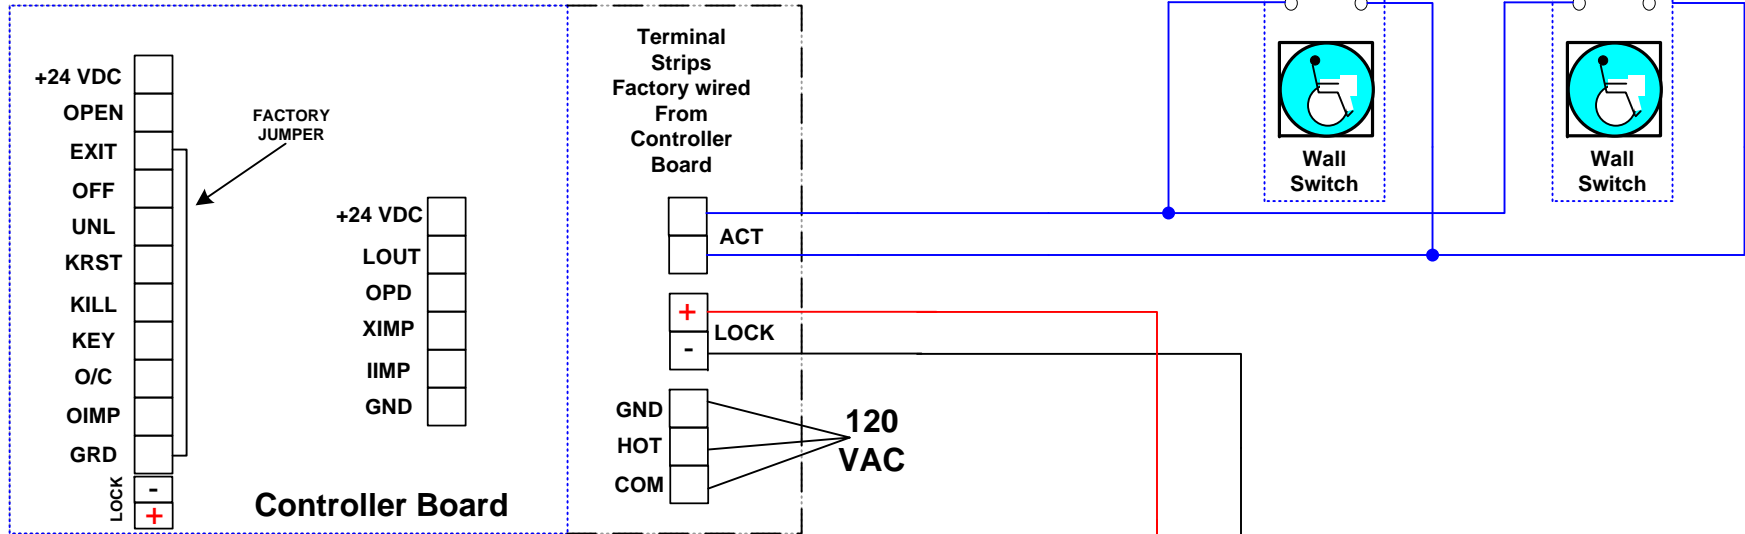 +24 VDC
OPEN
EXIT
OFF
UNL
KRST
KILL
KEY
O/C
OIMP
GRD
LOCK
-
+
FACTORY
JUMPER
+24 VDC
LOUT
OPD
XIMP
IIMP
GND
Controller Board
Terminal
Strips
Factory wired
From
Controller
Board
ACT
+
-
LOCK
GND
HOT
COM
120
VAC
Wall
Switch
Wall
Switch